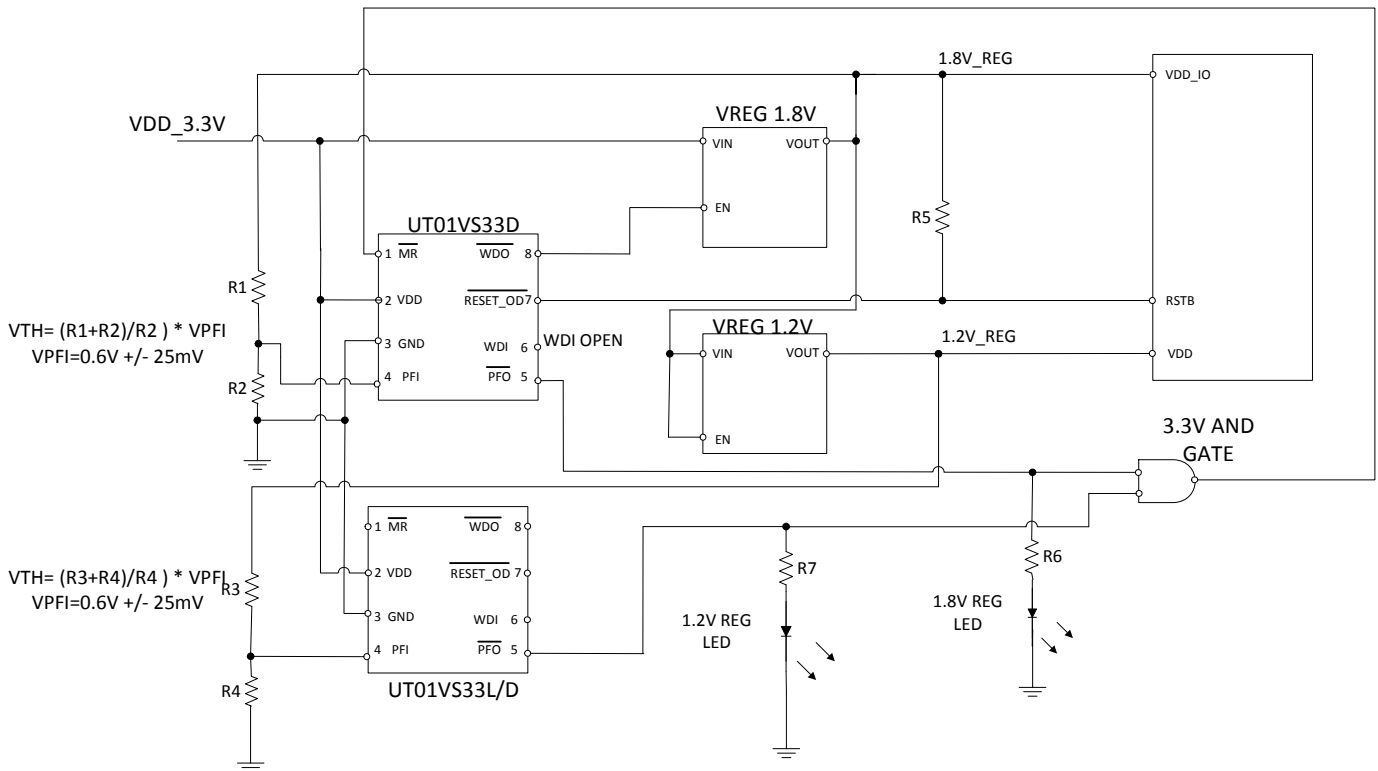 1.8V_REG
VDD_IO
VREG 1.8V
VDD_3.3V
VIN
VOUT
EN
R5
UT01VS33D
1 MR
WDO 8
R1
2 VDD
RESET_OD 7
RSTB
VTH= (R1+R2)/R2 ) * VPFI
VPFI=0.6V +/- 25mV
3 GND
WDI 6
WDI OPEN
VREG 1.2V
1.2V_REG
VIN
VOUT
VDD
R2
4 PFI
PFO 5
EN
3.3V AND
GATE
1 MR
WDO 8
R6
VTH= (R3+R4)/R4 ) * VPFI
VPFI=0.6V +/- 25mV
R3
2 VDD
RESET_OD 7
R7
3 GND
WDI 6
1.2V REG
LED
1.8V REG
LED
4 PFI
PFO 5
R4
UT01VS33L/D